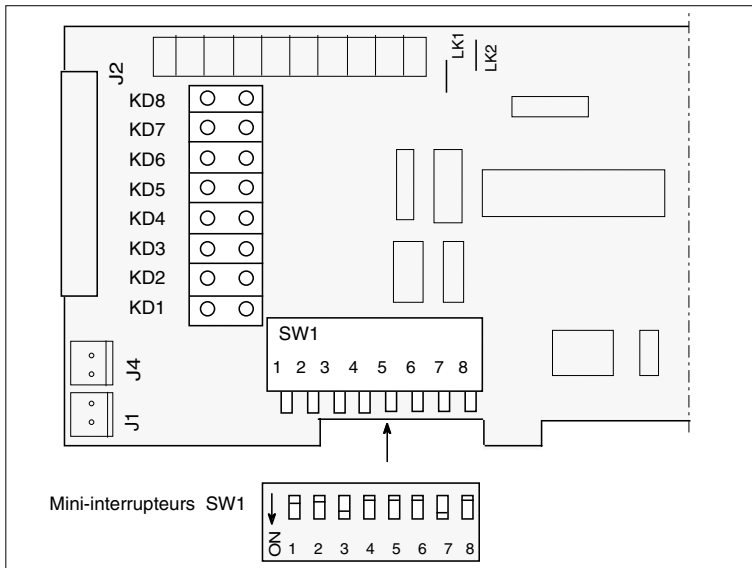 LK1
LK2
J2
KD8
KD7
KD6
KD5
KD4
KD3
KD2
KD1
SW1
1 2 3 4 5 6 7 8
J4
J1
Mini-interrupteurs SW1
ON
1 2 3 4 5 6 7 8